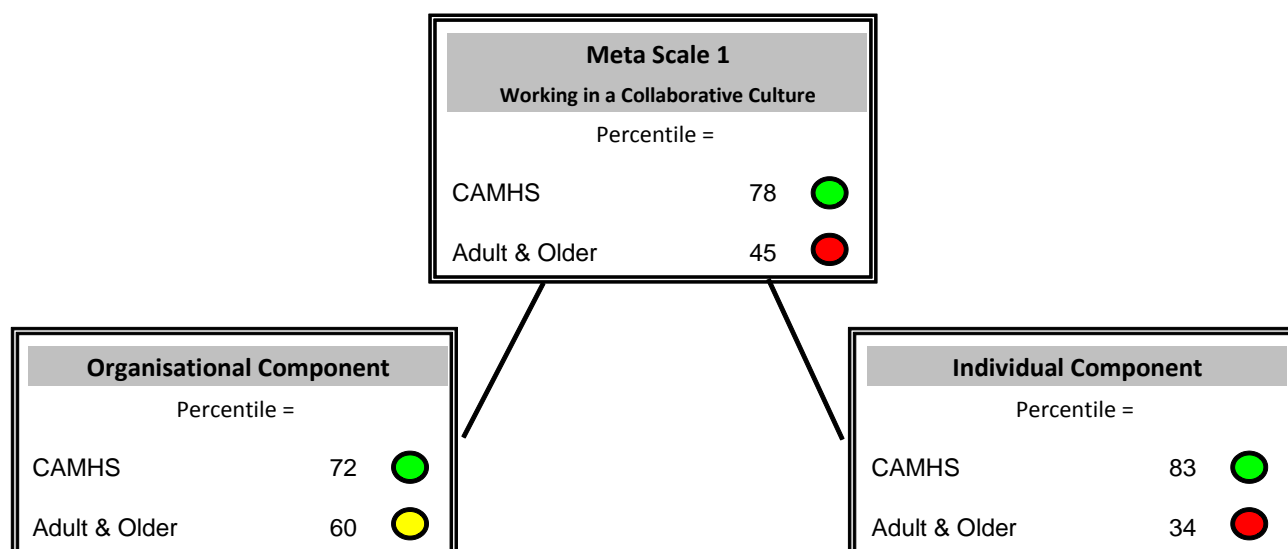 Meta Scale 1
Working in a Collaborative Culture
Percentile =
CAMHS 78
Adult & Older 45
Organisational Component
Percentile =
CAMHS 72
Adult & Older 60
Individual Component
Percentile =
CAMHS 83
Adult & Older 34